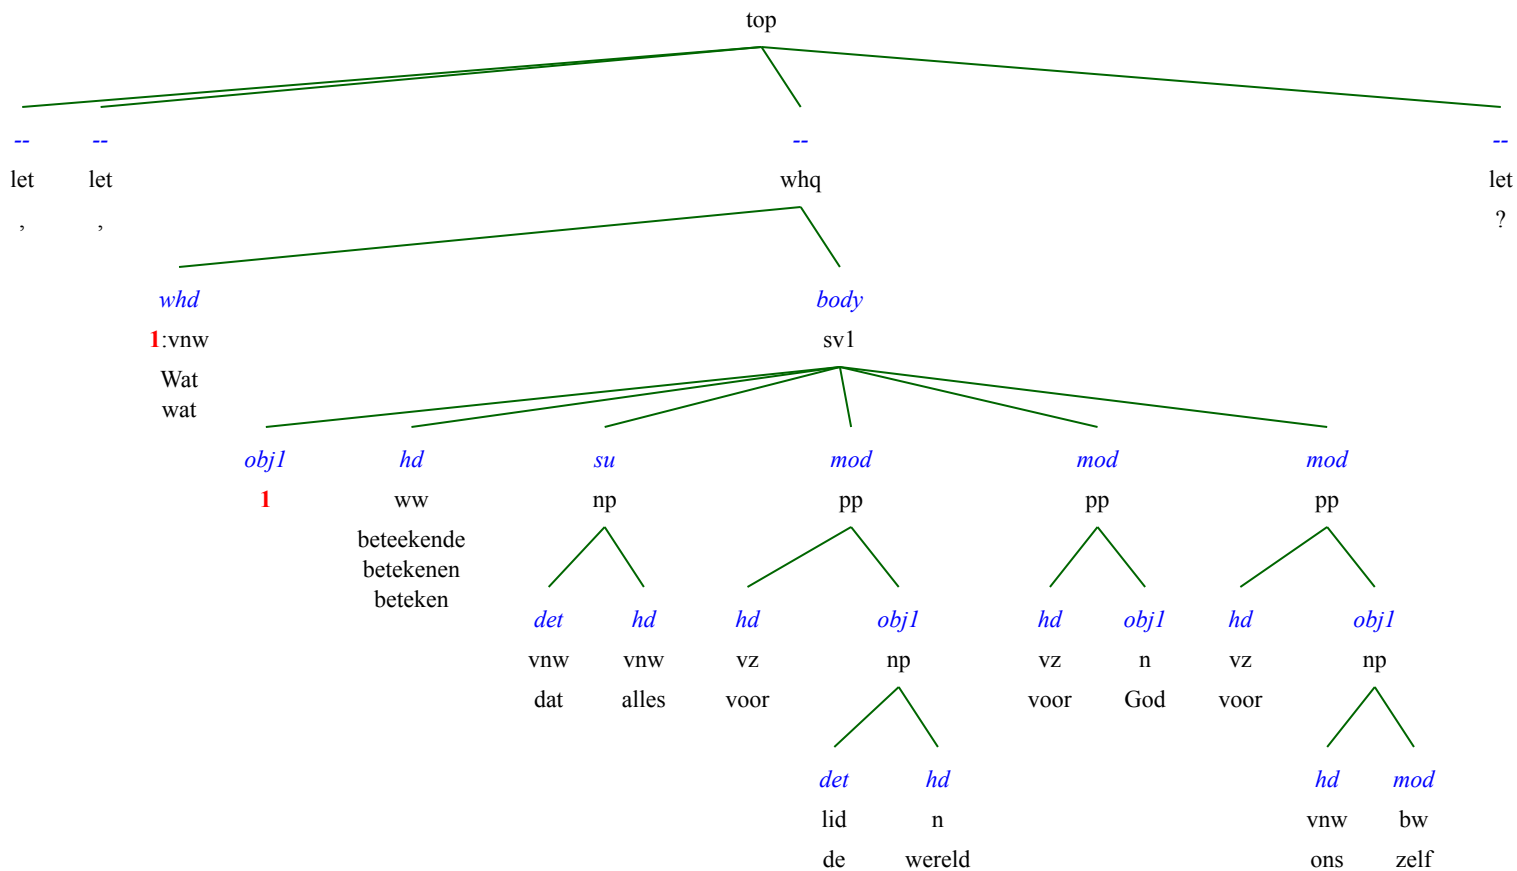 top
-- -- -- --
let let whq let
, , ?
whd body
1:vnw sv1
Wat
wat
obj1 hd su mod mod mod
1 ww np pp pp pp
beteekende
betekenen
beteken
det hd hd obj1 hd obj1 hd obj1
vnw vnw vz np vz n vz np
dat alles voor voor God voor
det hd hd mod
lid n vnw bw
de wereld ons zelf